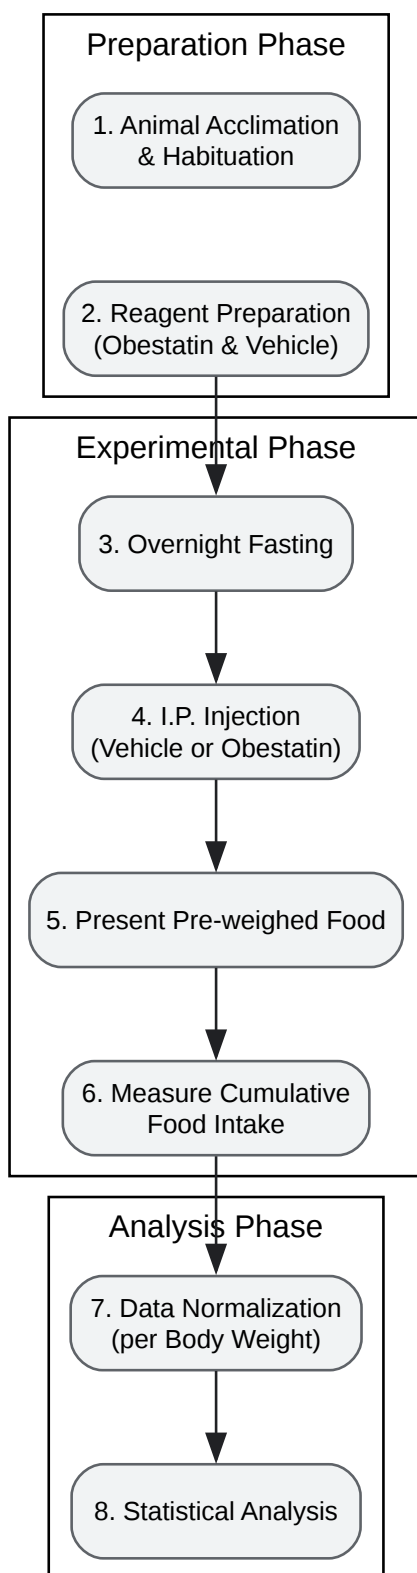 Preparation Phase
1. Animal Acclimation
& Habituation
2. Reagent Preparation
(Obestatin & Vehicle)
Experimental Phase
3. Overnight Fasting
4. I.P. Injection
(Vehicle or Obestatin)
5. Present Pre-weighed Food
6. Measure Cumulative
Food Intake
Analysis Phase
7. Data Normalization
(per Body Weight)
8. Statistical Analysis